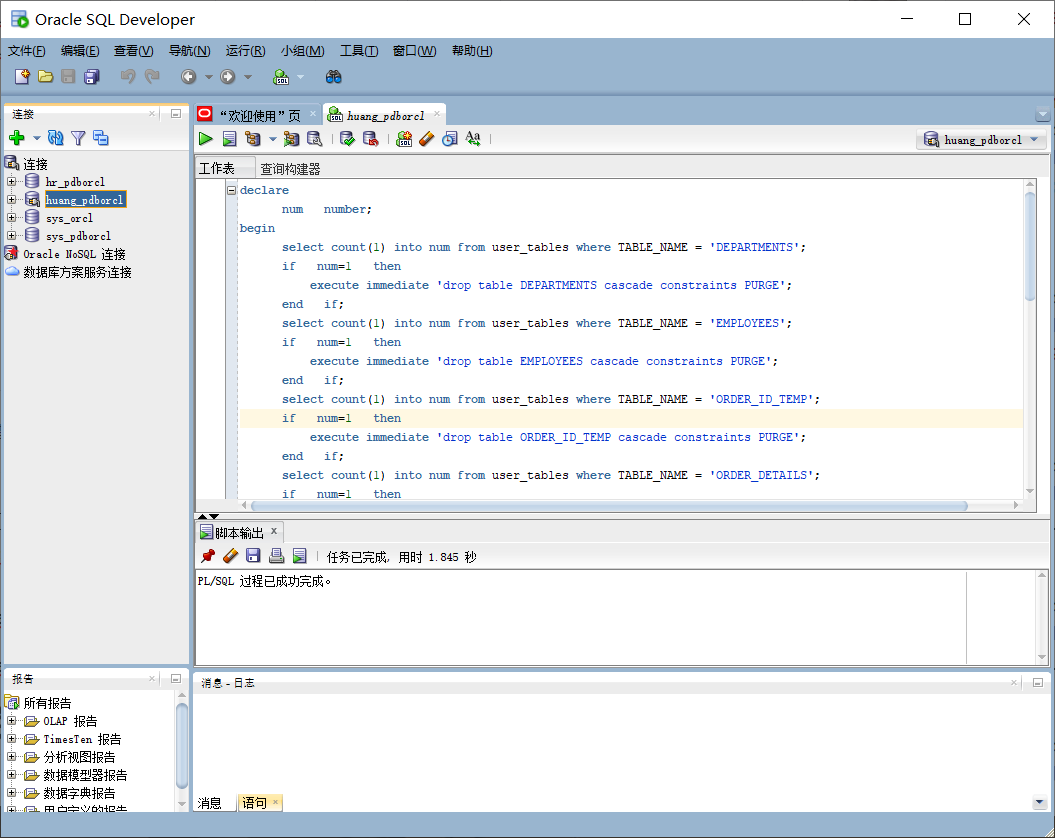 Oracle SQL Developer
文件(F) 编辑(E) 查看(V) 导航(N) 运行(R) 小组(M) 工具(T) 窗口(W) 帮助(H)
连接
连接
hr_pdborcl
huang_pdborcl
sys_orcl
sys_pdborcl
Oracle NoSQL 连接
数据库方案服务连接
“欢迎使用”页 huang_pdborcl
huang_pdborcl
工作表 查询构建器
declare
num number;
begin
select count(1) into num from user_tables where TABLE_NAME = 'DEPARTMENTS';
if num=1 then
execute immediate 'drop table DEPARTMENTS cascade constraints PURGE';
end if;
select count(1) into num from user_tables where TABLE_NAME = 'EMPLOYEES';
if num=1 then
execute immediate 'drop table EMPLOYEES cascade constraints PURGE';
end if;
select count(1) into num from user_tables where TABLE_NAME = 'ORDER_ID_TEMP';
if num=1 then
execute immediate 'drop table ORDER_ID_TEMP cascade constraints PURGE';
end if;
select count(1) into num from user_tables where TABLE_NAME = 'ORDER_DETAILS';
if num=1 then
脚本输出
任务已完成, 用时 1.845 秒
PL/SQL 过程已成功完成。
报告
所有报告
OLAP 报告
TimesTen 报告
分析视图报告
数据模型器报告
数据字典报告
用户定义的报告
消息 - 日志
消息 语句